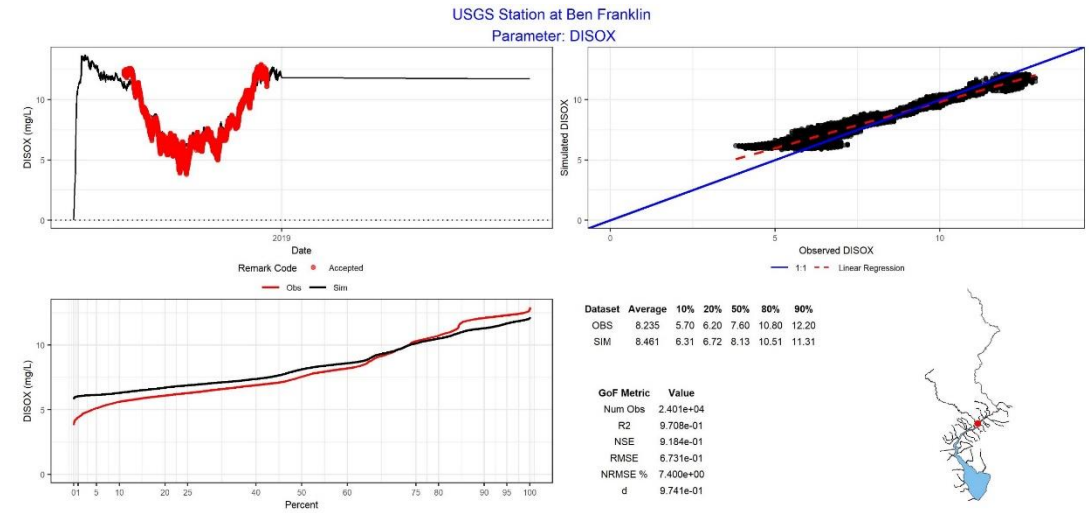 USGS Station at Ben Franklin
Parameter: DISOX
DISOX (mg/L)
10
5
0
2019
Date
Remark Code Accepted
Simulated DISOX
10
5
0
0 5 10
Observed DISOX
1:1 Linear Regression
Obs Sim
DISOX (mg/L)
10
5
0
0 1 5 10 20 25 40 50 60 75 80 90 95 100
Percent
Dataset Average 10% 20% 50% 80% 90%
OBS 8.235 5.70 6.20 7.60 10.80 12.20
SIM 8.461 6.31 6.72 8.13 10.51 11.31
GoF Metric Value
Num Obs 2.401e+04
R2 9.708e-01
NSE 9.184e-01
RMSE 6.731e-01
NRMSE % 7.400e+00
d 9.741e-01